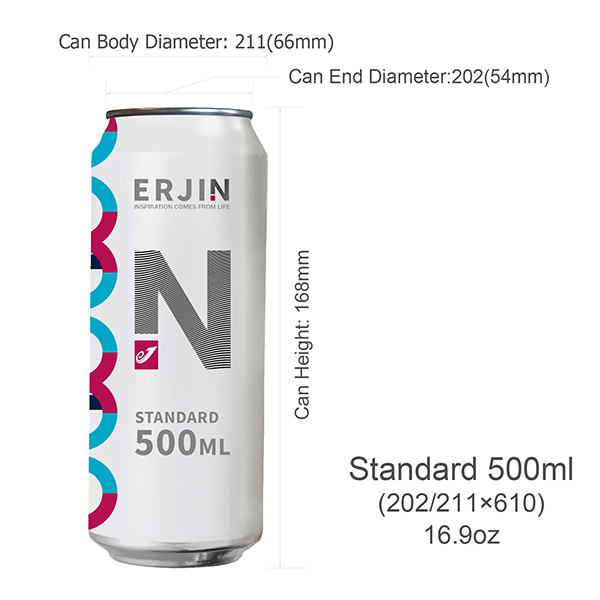 Can Body Diameter: 211(66mm)
Can End Diameter:202(54mm)
ERJIN
INSPIRATION COMES FROM LIFE
N
Can Height: 168mm
STANDARD
500ML
Standard 500ml
(202/211×610)
16.9oz